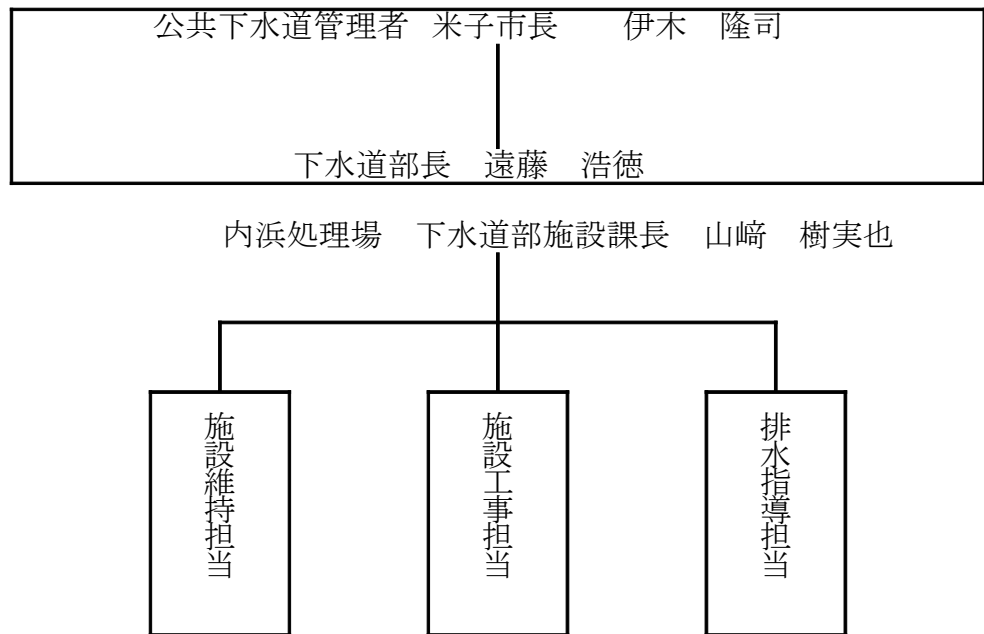 公共下水道管理者 米子市長　伊木　隆司
下水道部長　遠藤　浩徳
内浜処理場　下水道部施設課長　山﨑　樹実也
施設維持担当
施設工事担当
排水指導担当